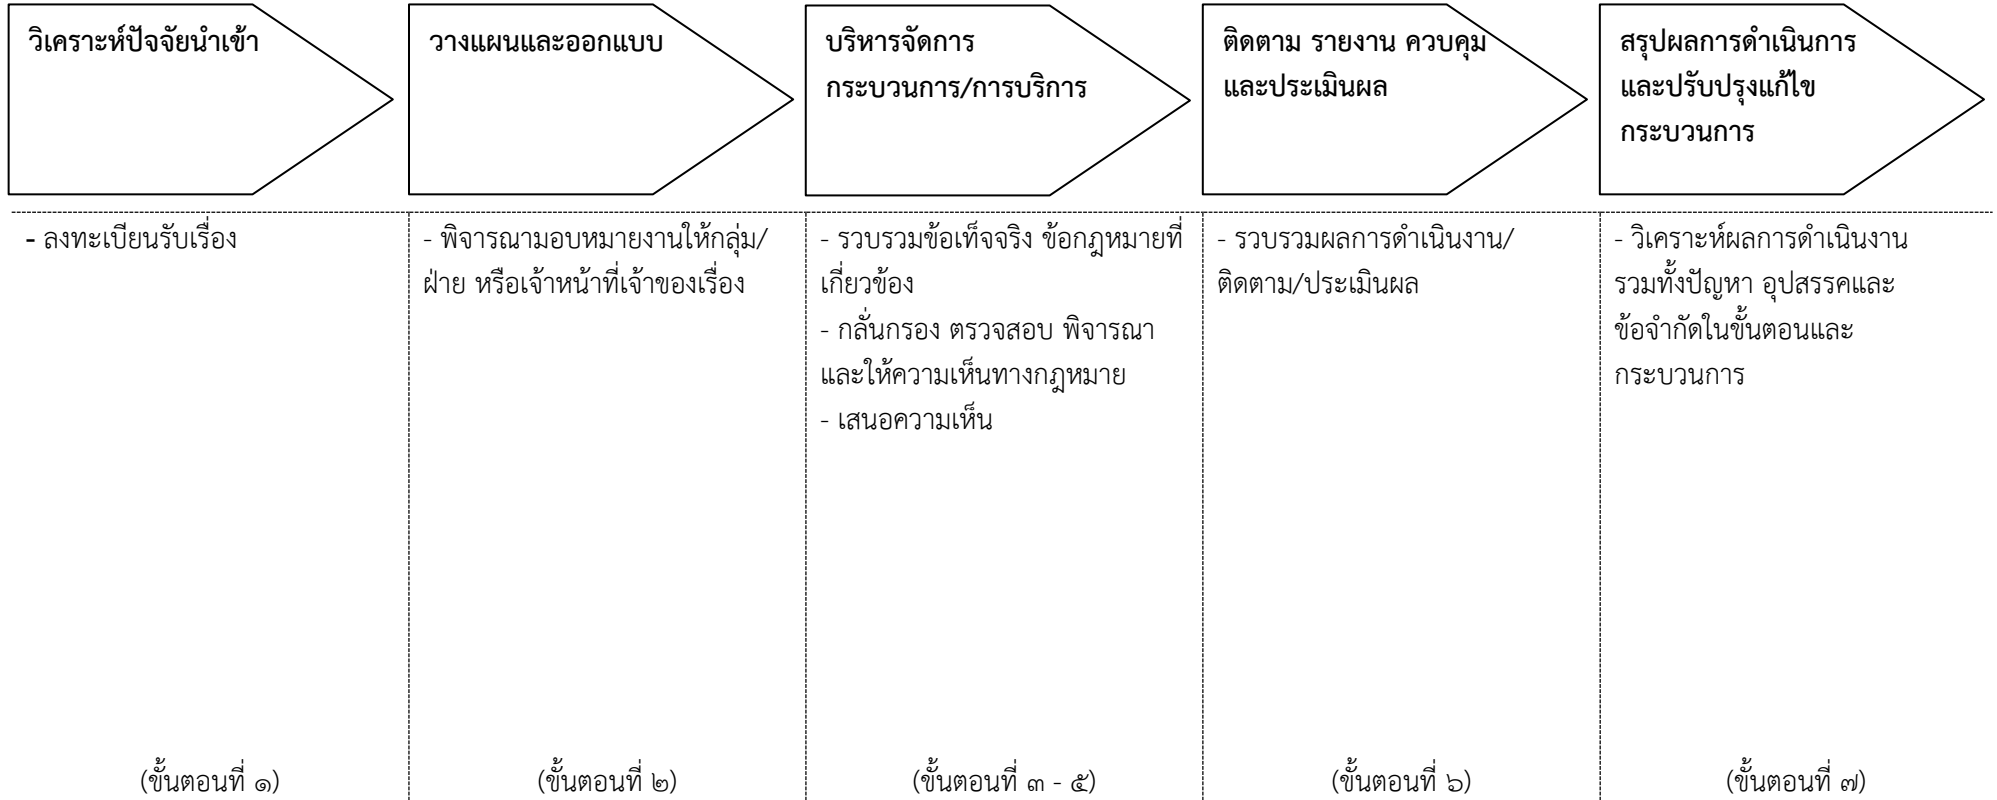 วิเคราะห์ปัจจัยนำเข้า
วางแผนและออกแบบ
บริหารจัดการ
กระบวนการ/การบริการ
ติดตาม รายงาน ควบคุม
และประเมินผล
สรุปผลการดำเนินการ
และปรับปรุงแก้ไข
กระบวนการ
- ลงทะเบียนรับเรื่อง
- พิจารณามอบหมายงานให้กลุ่ม/
ฝ่าย หรือเจ้าหน้าที่เจ้าของเรื่อง
- รวบรวมข้อเท็จจริง ข้อกฎหมายที่
เกี่ยวข้อง
- กลั่นกรอง ตรวจสอบ พิจารณา
และให้ความเห็นทางกฎหมาย
- เสนอความเห็น
- รวบรวมผลการดำเนินงาน/
ติดตาม/ประเมินผล
- วิเคราะห์ผลการดำเนินงาน
รวมทั้งปัญหา อุปสรรคและ
ข้อจำกัดในขั้นตอนและ
กระบวนการ
(ขั้นตอนที่ ๑)
(ขั้นตอนที่ ๒)
(ขั้นตอนที่ ๓ - ๕)
(ขั้นตอนที่ ๖)
(ขั้นตอนที่ ๗)